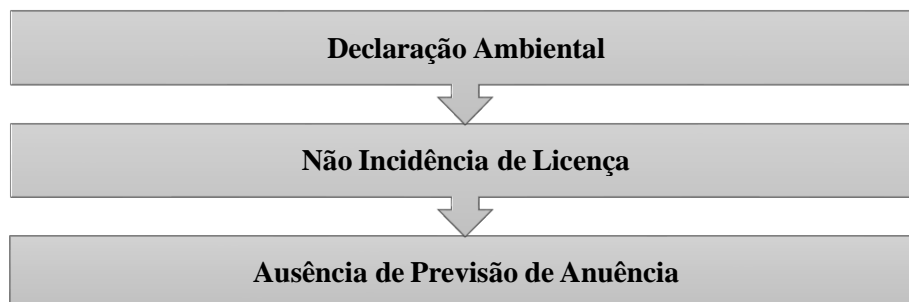 Declaração Ambiental
Não Incidência de Licença
Ausência de Previsão de Anuência